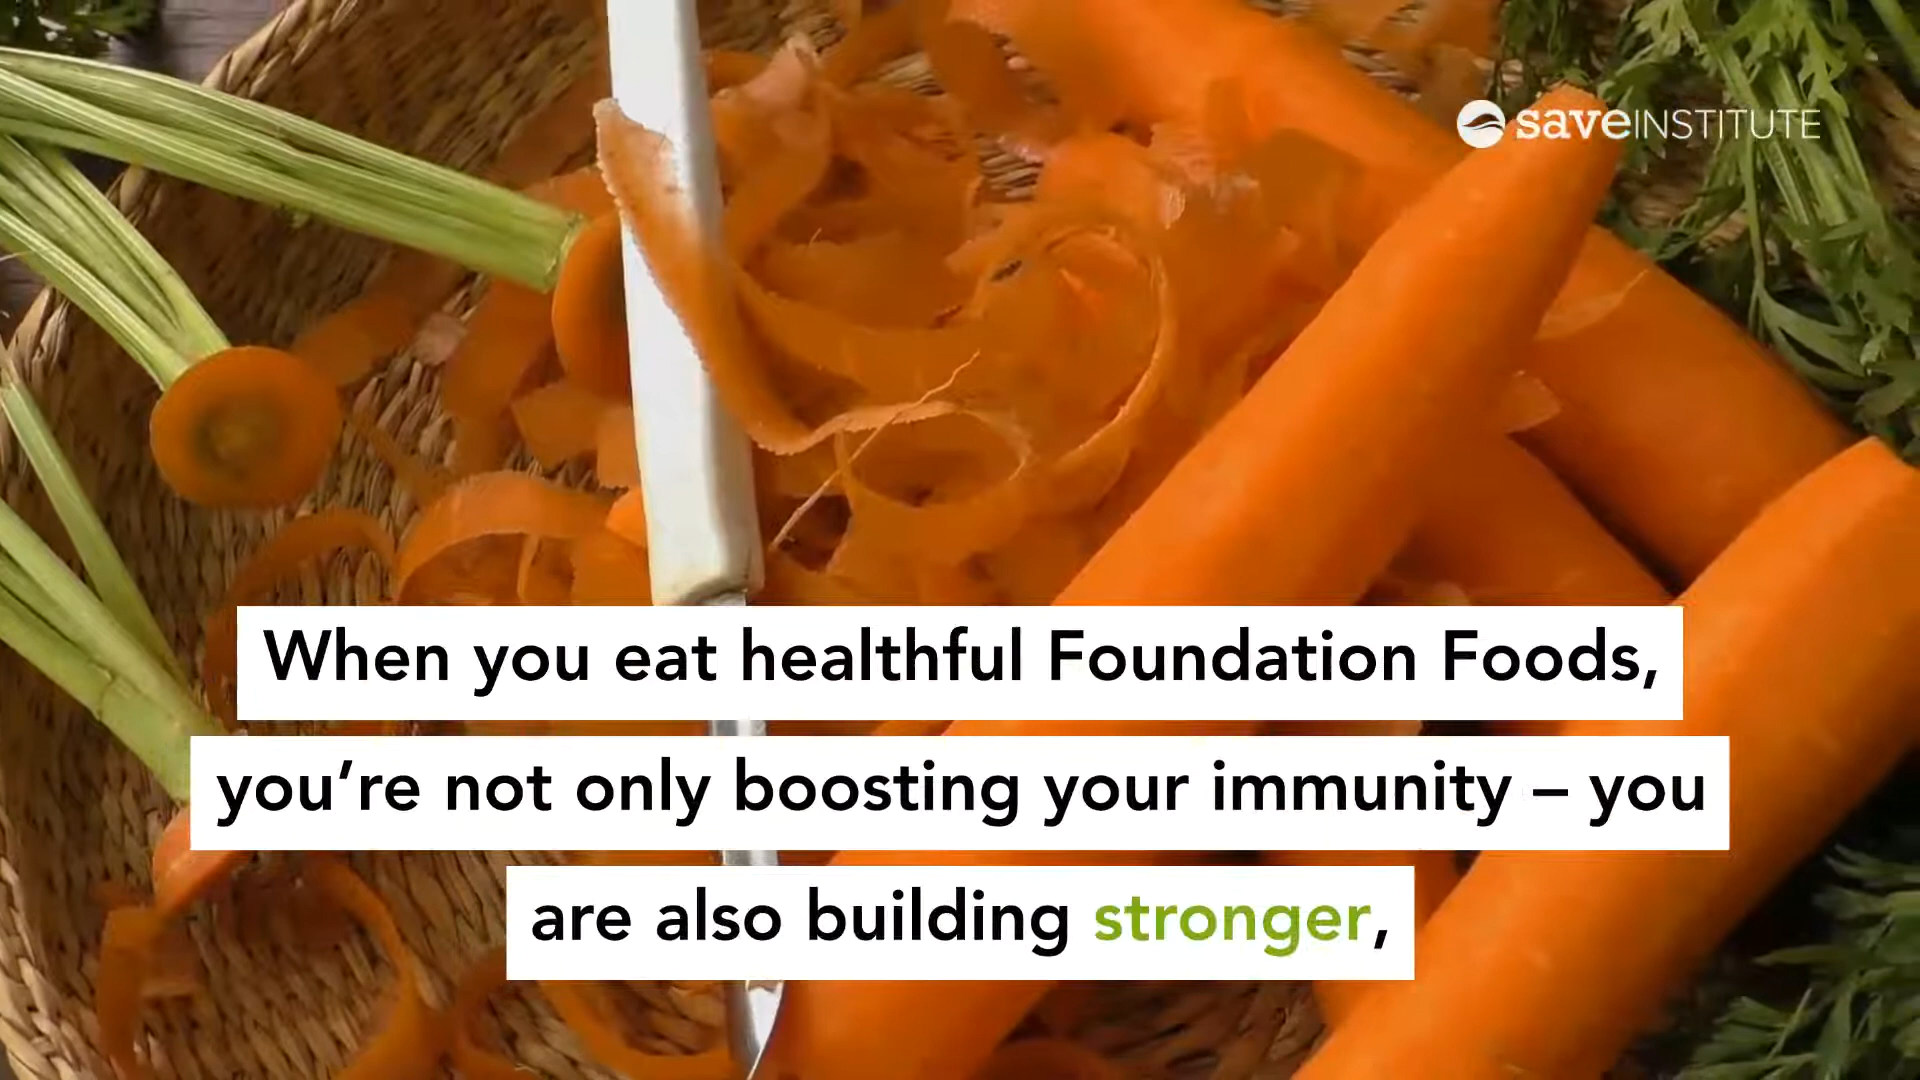 saveINSTITUTE
When you eat healthful Foundation Foods,
you’re not only boosting your immunity – you
are also building stronger,